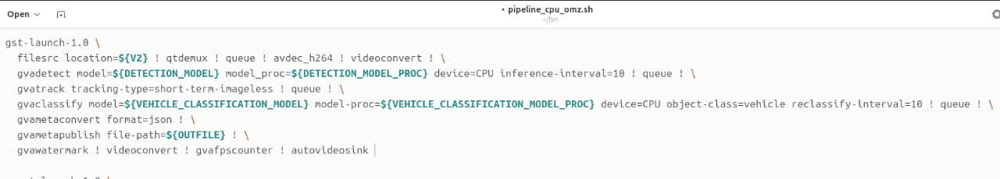 Open
• pipeline_cpu_omz.sh
~/bin
gst-launch-1.0 \
filesrc location=${V2} ! qtdemux ! queue ! avdec_h264 ! videoconvert ! \
gvadetect model=${DETECTION_MODEL} model_proc=${DETECTION_MODEL_PROC} device=CPU inference-interval=10 ! queue ! \
gvatrack tracking-type=short-term-imageless ! queue ! \
gvaclassify model=${VEHICLE_CLASSIFICATION_MODEL} model-proc=${VEHICLE_CLASSIFICATION_MODEL_PROC} device=CPU object-class=vehicle reclassify-interval=10 ! queue ! \
gvametaconvert format=json ! \
gvametapublish file-path=${OUTFILE} ! \
gvawatermark ! videoconvert ! gvafpscounter ! autovideosink